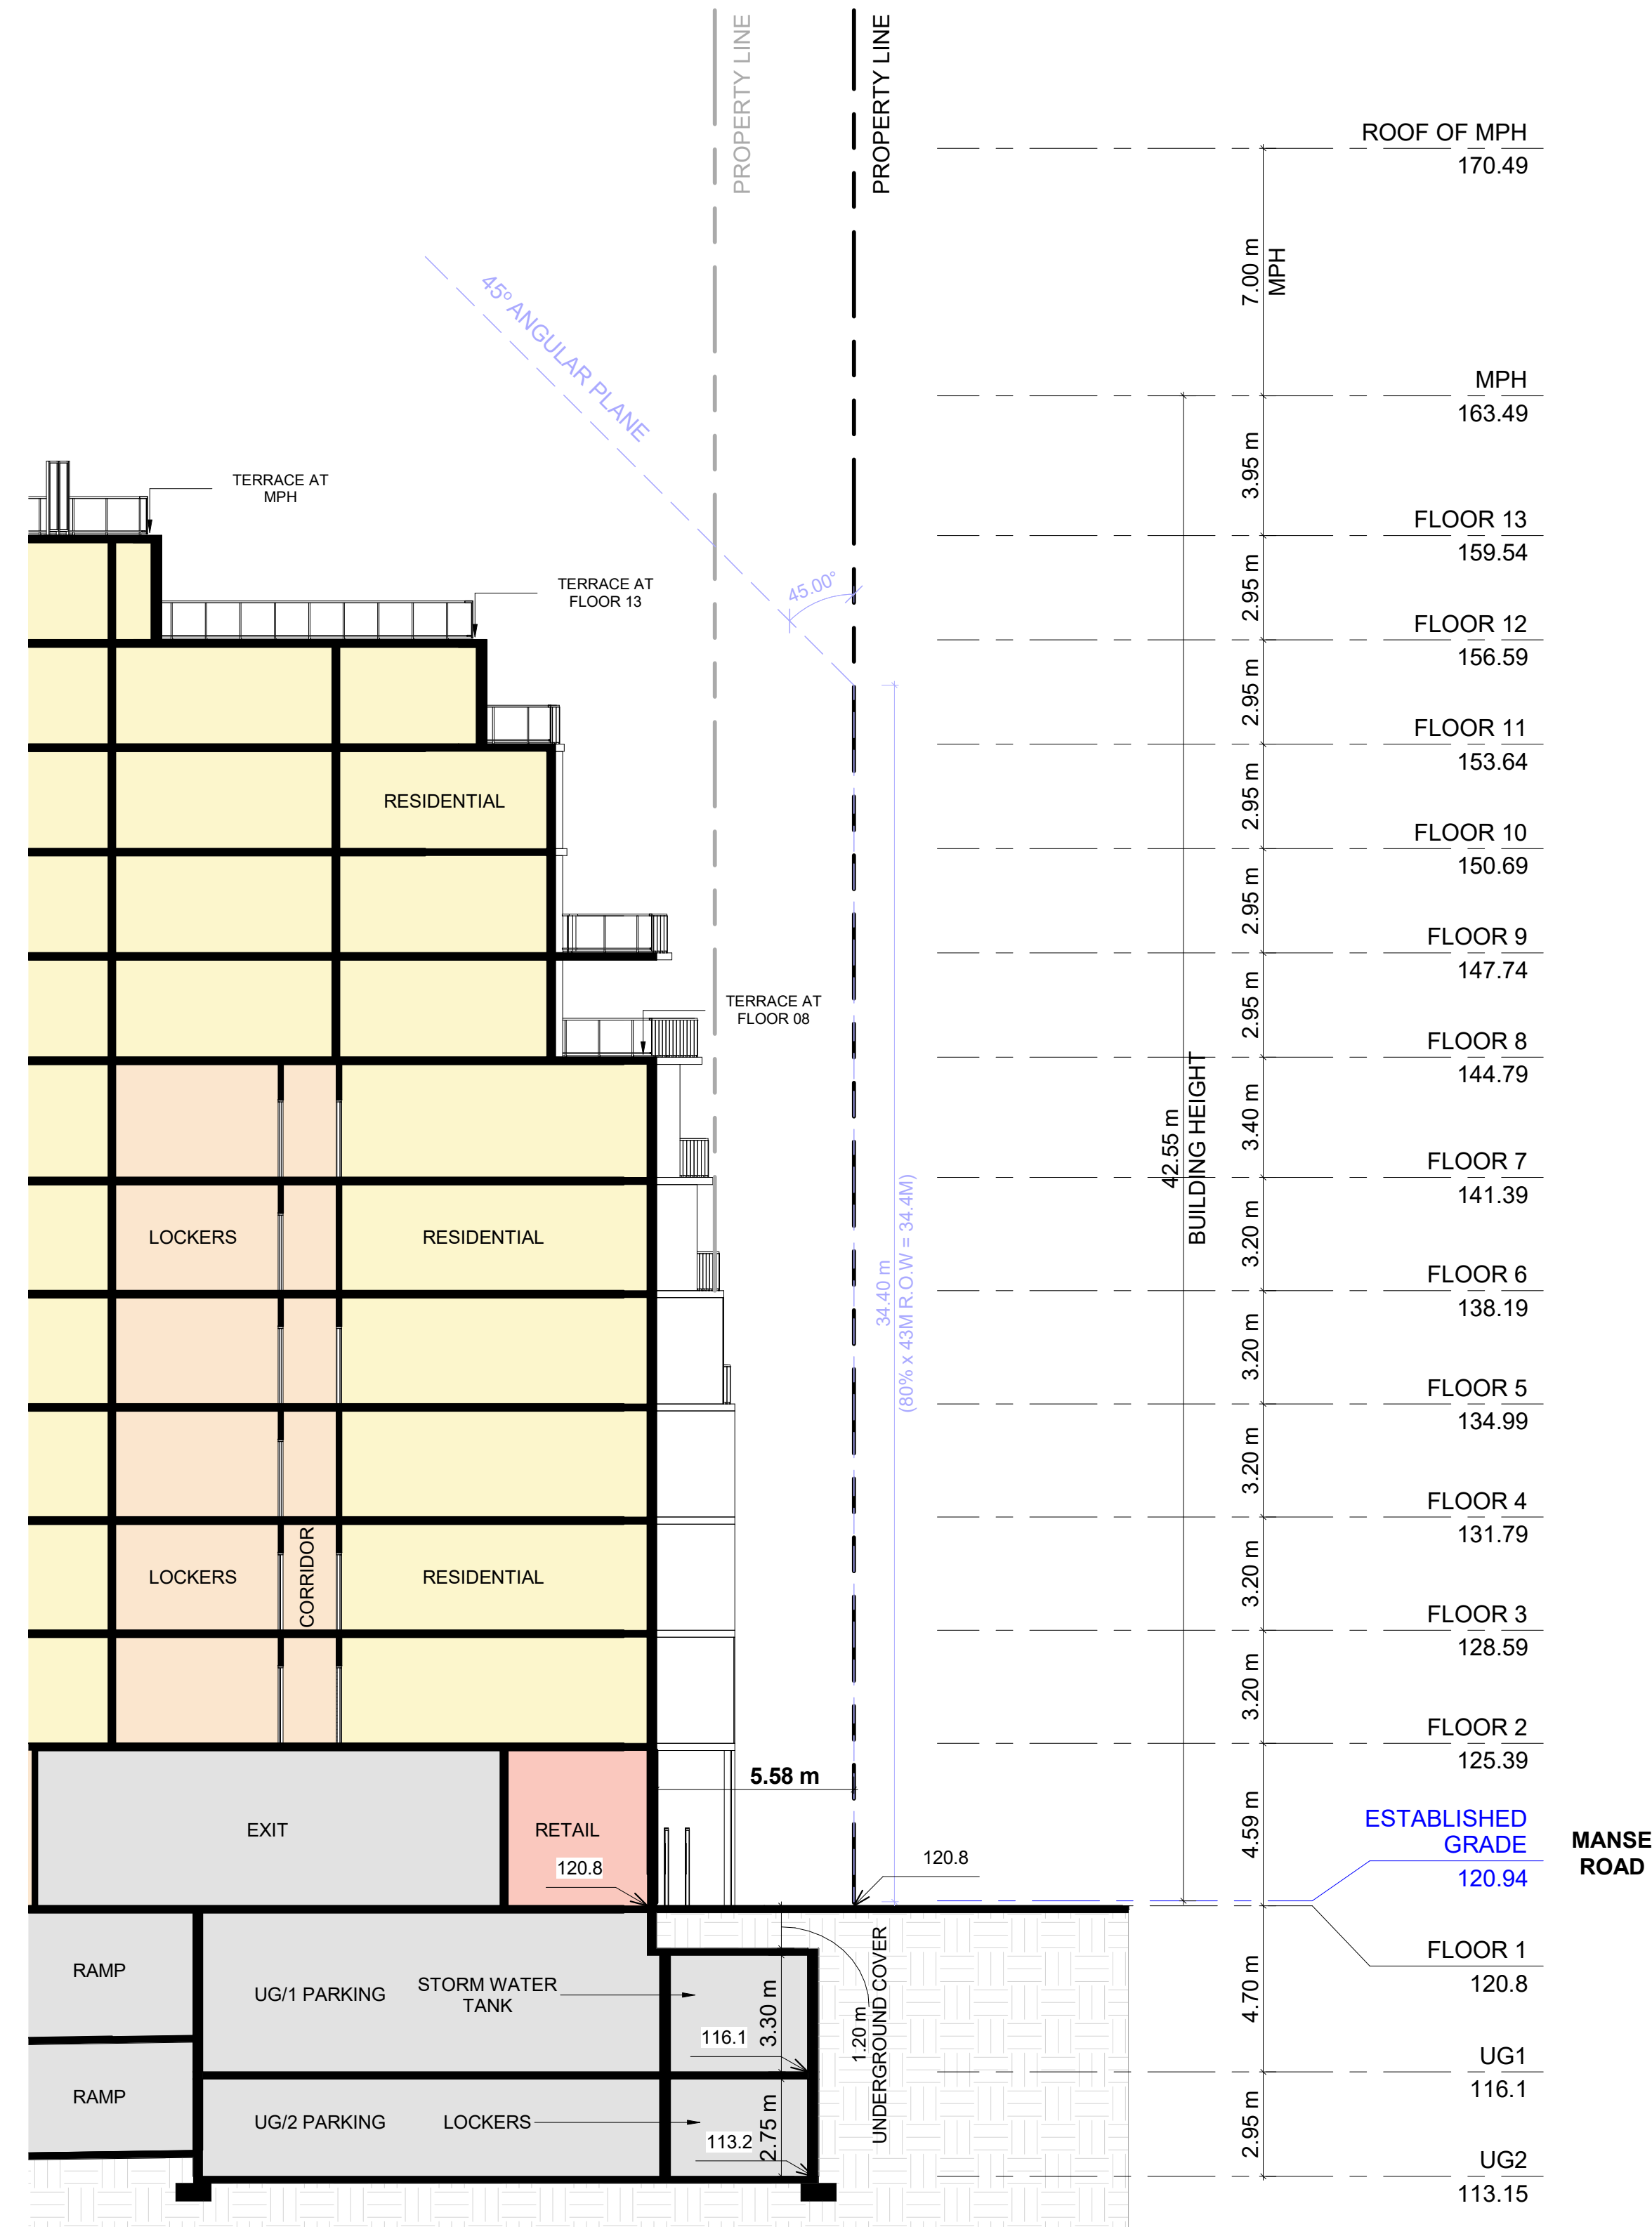 PROPERTY LINE
PROPERTY LINE
ROOF OF MPH
170.49
7.00 m
MPH
45º ANGULAR PLANE
MPH
163.49
3.95 m
TERRACE AT
MPH
FLOOR 13
159.54
TERRACE AT
FLOOR 13
45.00°
2.95 m
FLOOR 12
156.59
2.95 m
FLOOR 11
153.64
RESIDENTIAL
2.95 m
FLOOR 10
150.69
2.95 m
FLOOR 9
147.74
TERRACE AT
FLOOR 08
2.95 m
FLOOR 8
144.79
42.55 m
BUILDING HEIGHT
3.40 m
FLOOR 7
141.39
LOCKERS
RESIDENTIAL
34.40 m
(80% x 43M R.O.W = 34.4M)
3.20 m
FLOOR 6
138.19
3.20 m
FLOOR 5
134.99
3.20 m
FLOOR 4
131.79
LOCKERS
CORRIDOR
RESIDENTIAL
3.20 m
FLOOR 3
128.59
3.20 m
FLOOR 2
125.39
5.58 m
EXIT
RETAIL
120.8
120.8
4.59 m
ESTABLISHED
GRADE
120.94
MANSE
ROAD
FLOOR 1
120.8
RAMP
UG/1 PARKING
STORM WATER
TANK
116.1
3.30 m
1.20 m
UNDERGROUND COVER
4.70 m
UG1
116.1
RAMP
UG/2 PARKING
LOCKERS
113.2
2.75 m
2.95 m
UG2
113.15